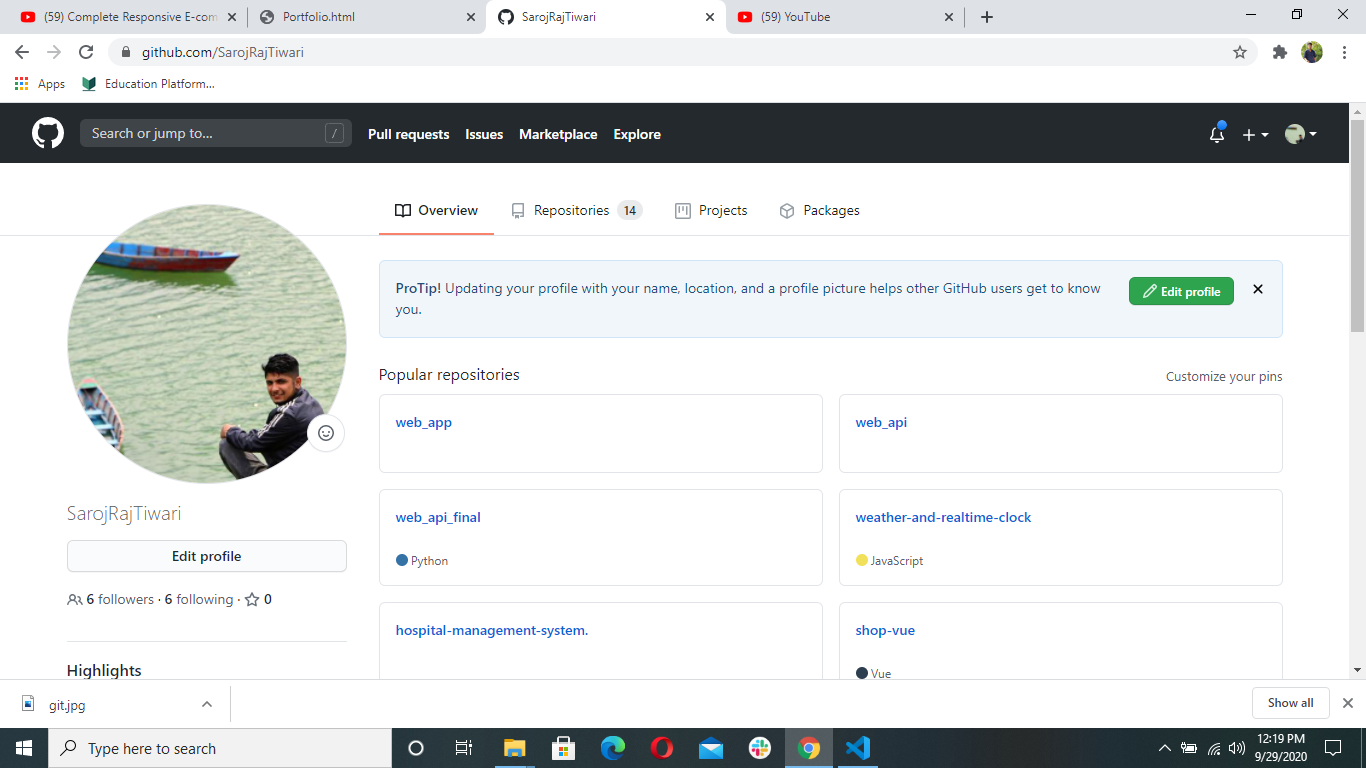 (59) Complete Responsive E-com
Portfolio.html
SarojRajTiwari
(59) YouTube
github.com/SarojRajTiwari
Apps
Education Platform...
Search or jump to...
/
Pull requests
Issues
Marketplace
Explore
Overview
Repositories 14
Projects
Packages
ProTip! Updating your profile with your name, location, and a profile picture helps other GitHub users get to know
you.
Edit profile
SarojRajTiwari
Edit profile
6 followers · 6 following · 0
Highlights
Popular repositories
Customize your pins
web_app
web_api
web_api_final
Python
weather-and-realtime-clock
JavaScript
hospital-management-system.
shop-vue
Vue
git.jpg
Show all
Type here to search
12:19 PM
9/29/2020